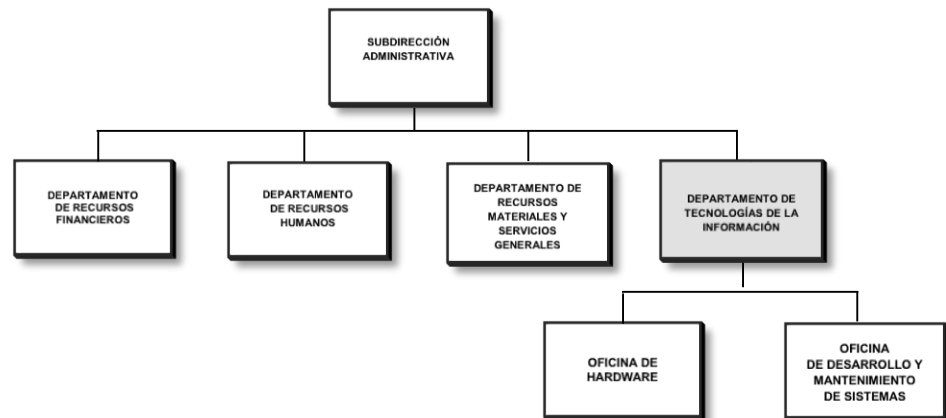 SUBDIRECCIÓN
ADMINISTRATIVA
DEPARTAMENTO
DE RECURSOS
FINANCIEROS
DEPARTAMENTO
DE RECURSOS
HUMANOS
DEPARTAMENTO DE
RECURSOS
MATERIALES Y
SERVICIOS
GENERALES
DEPARTAMENTO DE
TECNOLOGÍAS DE LA
INFORMACIÓN
OFICINA DE
HARDWARE
OFICINA
DE DESARROLLO Y
MANTENIMIENTO
DE SISTEMAS